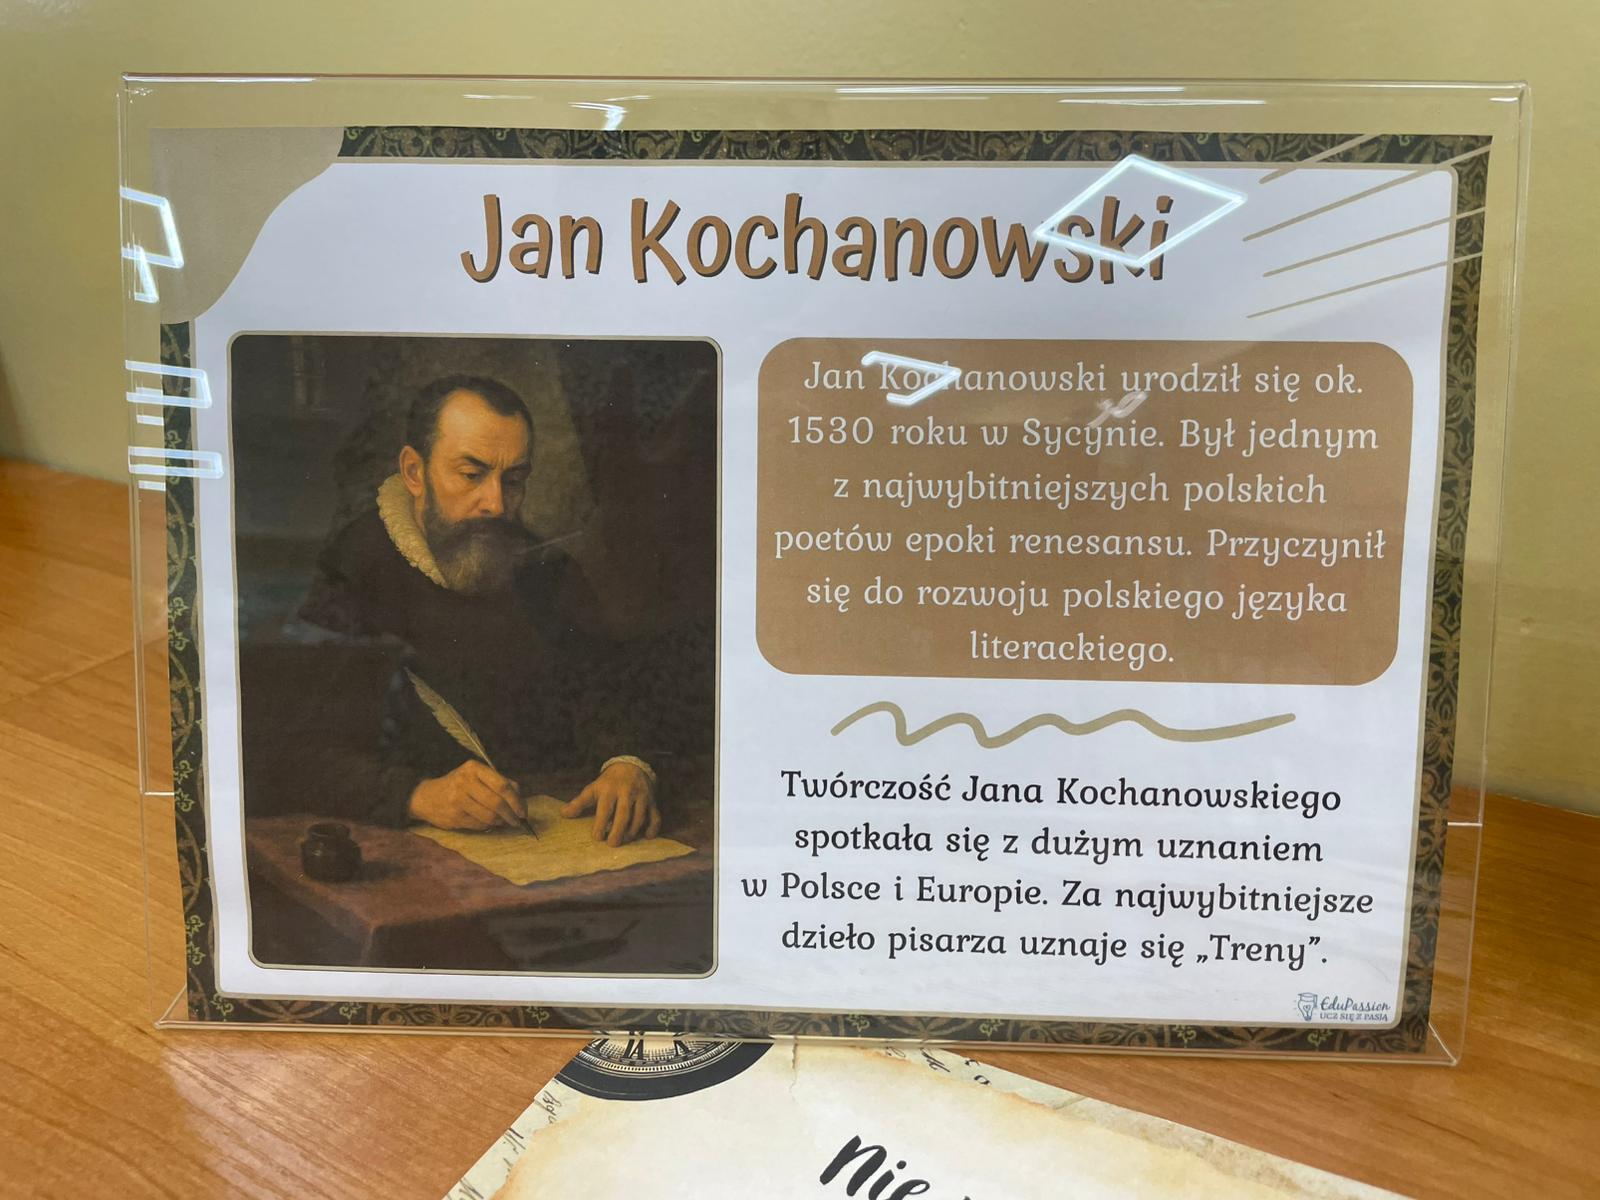 Jan Kochanowski
Jan Kochanowski urodził się ok.
1530 roku w Sycynie. Był jednym
z najwybitniejszych polskich
poetów epoki renesansu. Przyczynił
się do rozwoju polskiego języka
literackiego.
Twórczość Jana Kochanowskiego
spotkała się z dużym uznaniem
w Polsce i Europie. Za najwybitniejsze
dzieło pisarza uznaje się „Treny”.
EduPassion
UCZ SIĘ Z PASJĄ
Nie